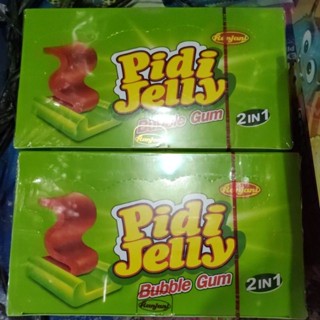 Pidi
Jelly
Bubble Gum
2 IN 1
Pidi
Jelly
Bubble Gum
2 IN 1